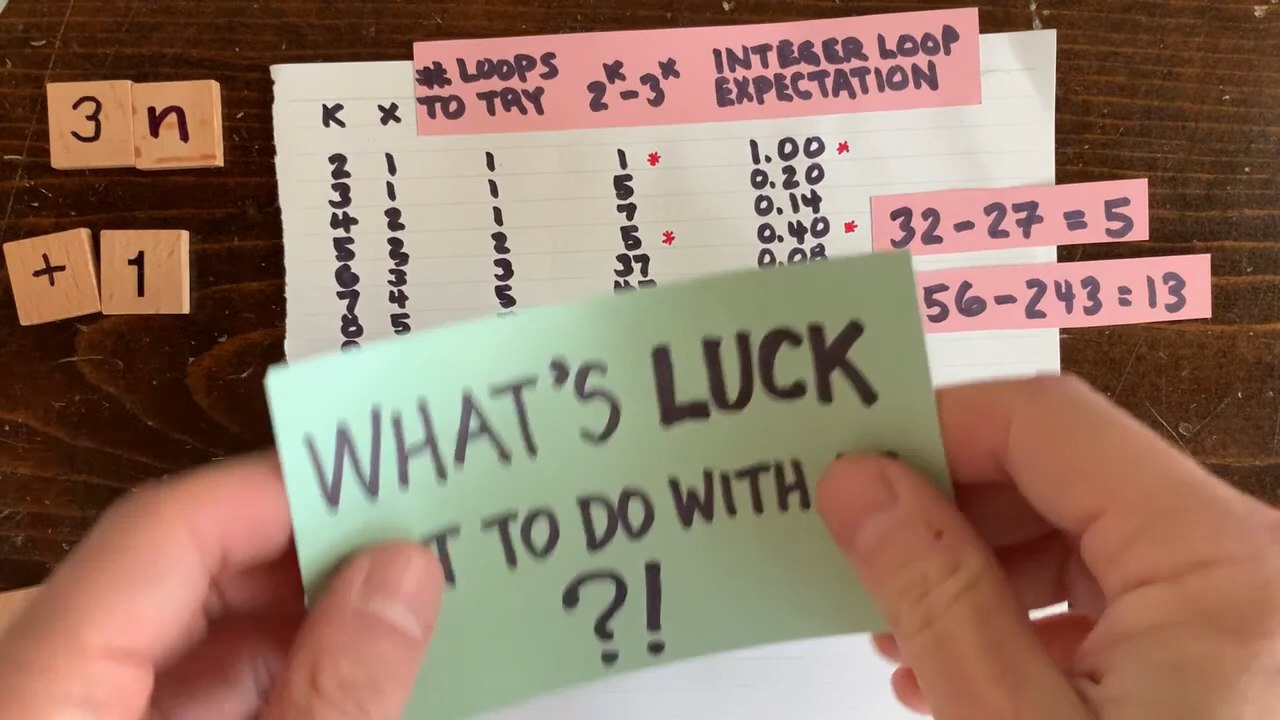 3 n
+ 1
K X # LOOPS TO TRY 2^K-3^X INTEGER LOOP EXPECTATION
2 1 1 1 * 1.00 *
3 1 1 5 0.20
4 2 1 7 0.14
5 3 2 5 * 0.40 *
6 3 3 37 0.08
7 4 5
8 5
32-27 = 5
56-243 = 13
WHAT'S LUCK
TO DO WITH
?!